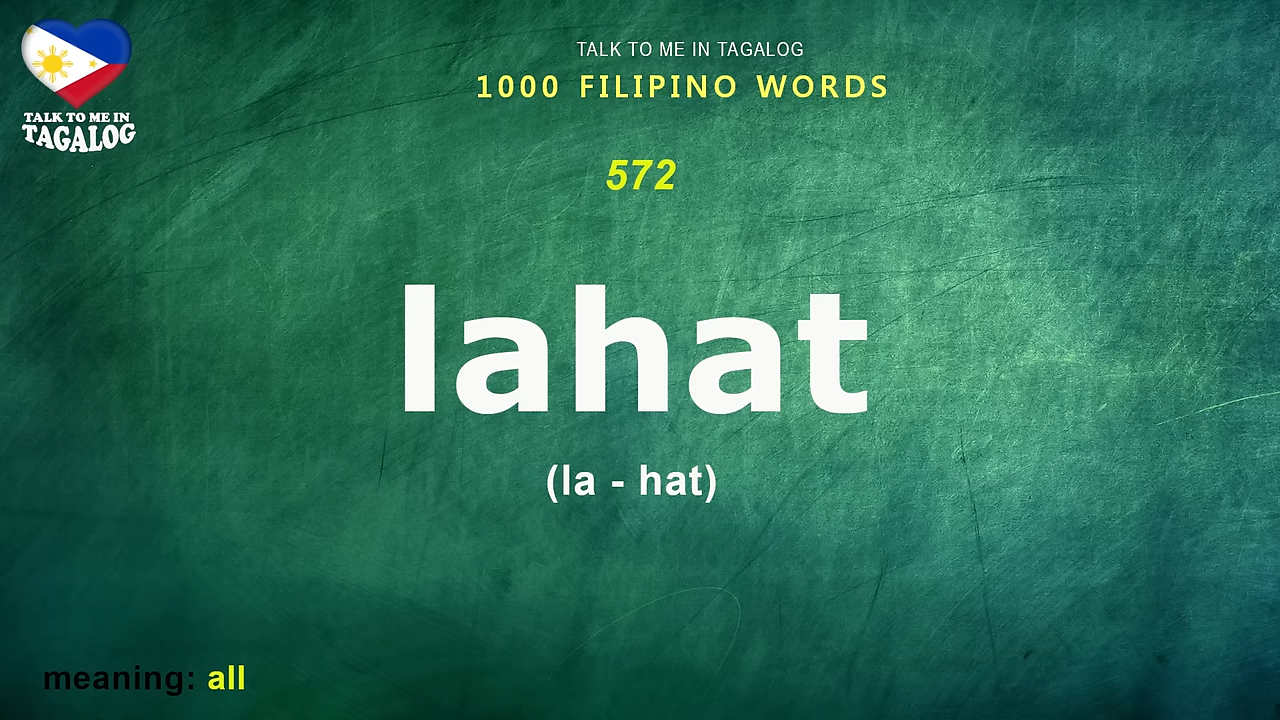 TALK TO ME IN
TAGALOG
TALK TO ME IN TAGALOG
1000 FILIPINO WORDS
572
lahat
(la - hat)
meaning: all